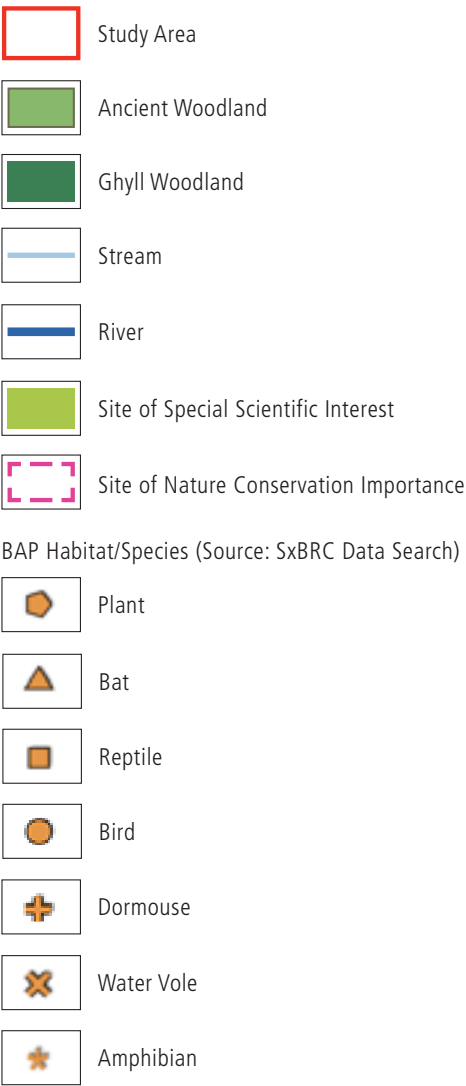 Study Area
Ancient Woodland
Ghyll Woodland
Stream
River
Site of Special Scientific Interest
Site of Nature Conservation Importance
BAP Habitat/Species (Source: SxBRC Data Search)
Plant
Bat
Reptile
Bird
Dormouse
Water Vole
Amphibian